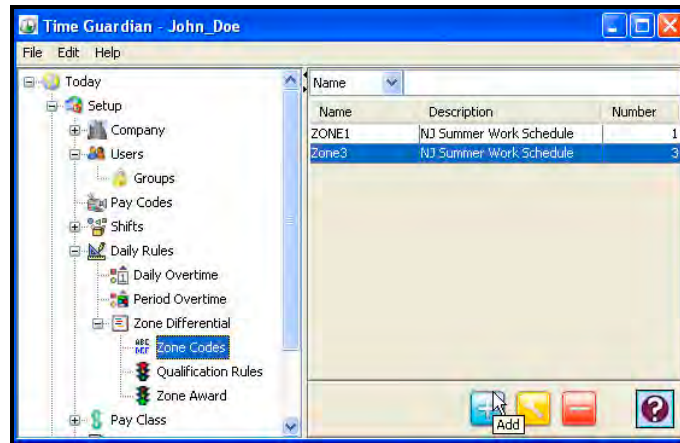 Time Guardian - John_Doe
File Edit Help
Today
Setup
Company
Users
Groups
Pay Codes
Shifts
Daily Rules
Daily Overtime
Period Overtime
Zone Differential
ABC
DEF
Zone Codes
Qualification Rules
Zone Award
Pay Class
Name
Name Description Number
ZONE1 NJ Summer Work Schedule 1
Zone3 NJ Summer Work Schedule 3
Add
?